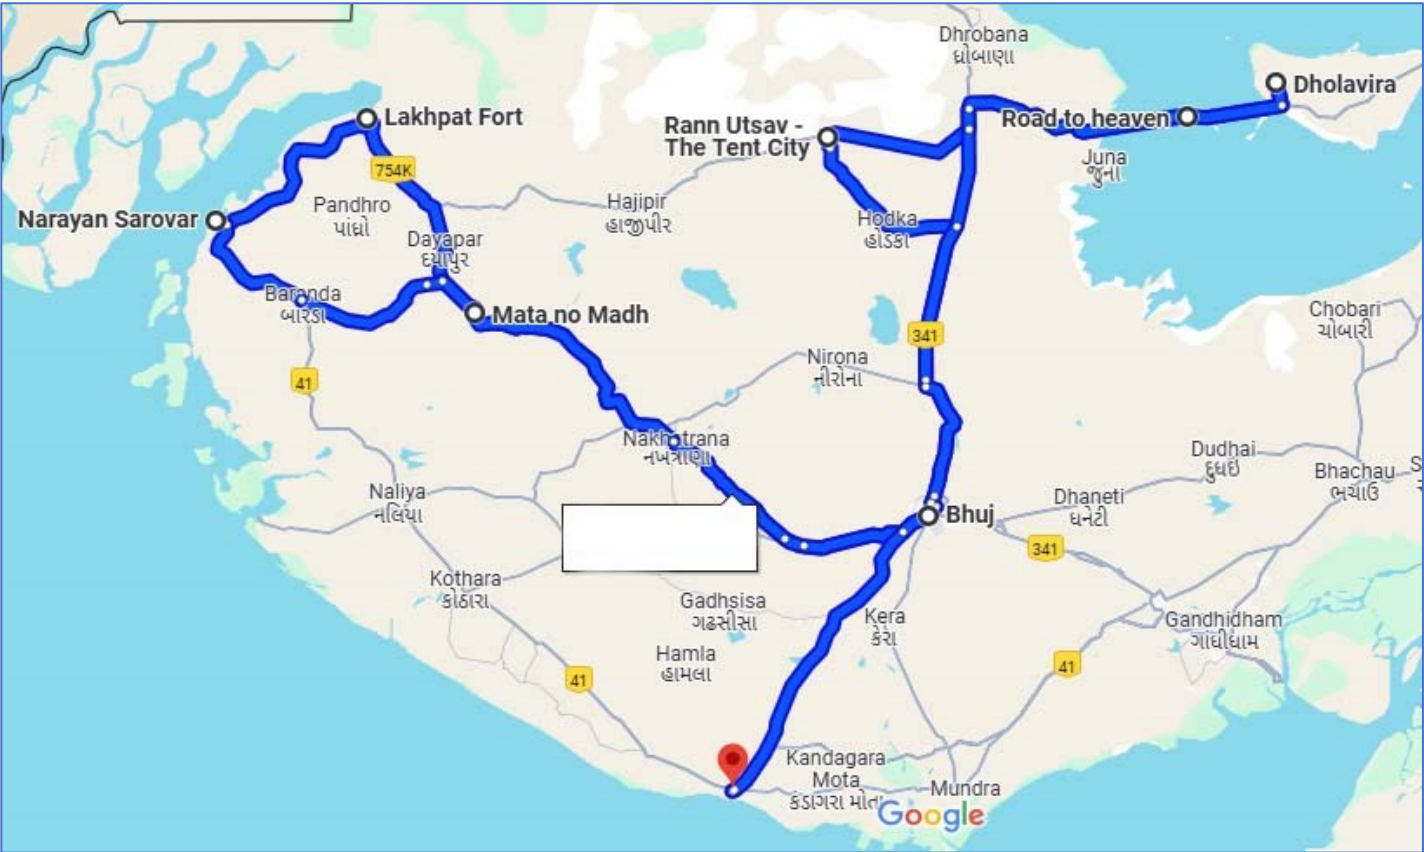 Dhrobana
ધ્રોબાણા
Dholavira
Lakhpat Fort
Road to heaven
Rann Utsav -
The Tent City
Juna
જુના
754K
Pandhro
પાંધ્રો
Hajipir
હાજીપીર
Narayan Sarovar
Hodka
હોડકા
Dayapar
દયાપુર
Baranda
બારંડા
Mata no Madh
Chobari
ચોબારી
341
Nirona
નીરોના
41
Nakhatrana
નખત્રાણા
Dudhai
દુધઈ
Bhachau
ભચાઉ
Naliya
નલિયા
Dhaneti
ધનેટી
Bhuj
341
Kothara
કોઠારા
Gadhsisa
ગઢસીસા
Kera
કેરા
Gandhidham
ગાંધીધામ
Hamla
હામલા
41
41
Kandagara
Mota
કંડાગરા મોતા
Mundra
Google